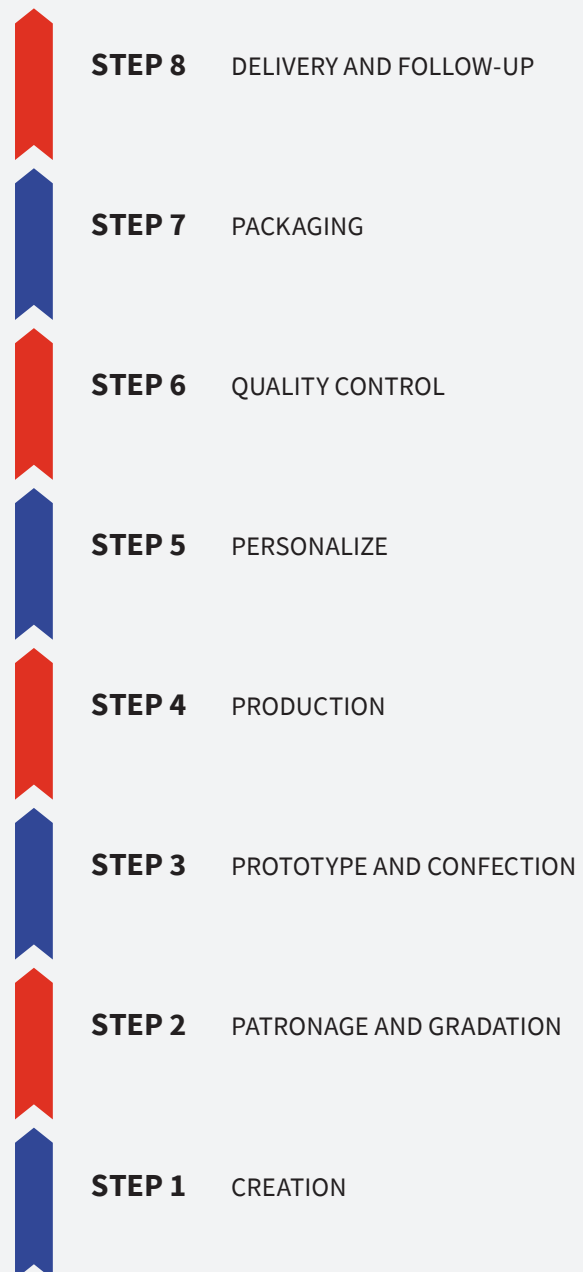 STEP 8 DELIVERY AND FOLLOW-UP
STEP 7 PACKAGING
STEP 6 QUALITY CONTROL
STEP 5 PERSONALIZE
STEP 4 PRODUCTION
STEP 3 PROTOTYPE AND CONFECTION
STEP 2 PATRONAGE AND GRADATION
STEP 1 CREATION